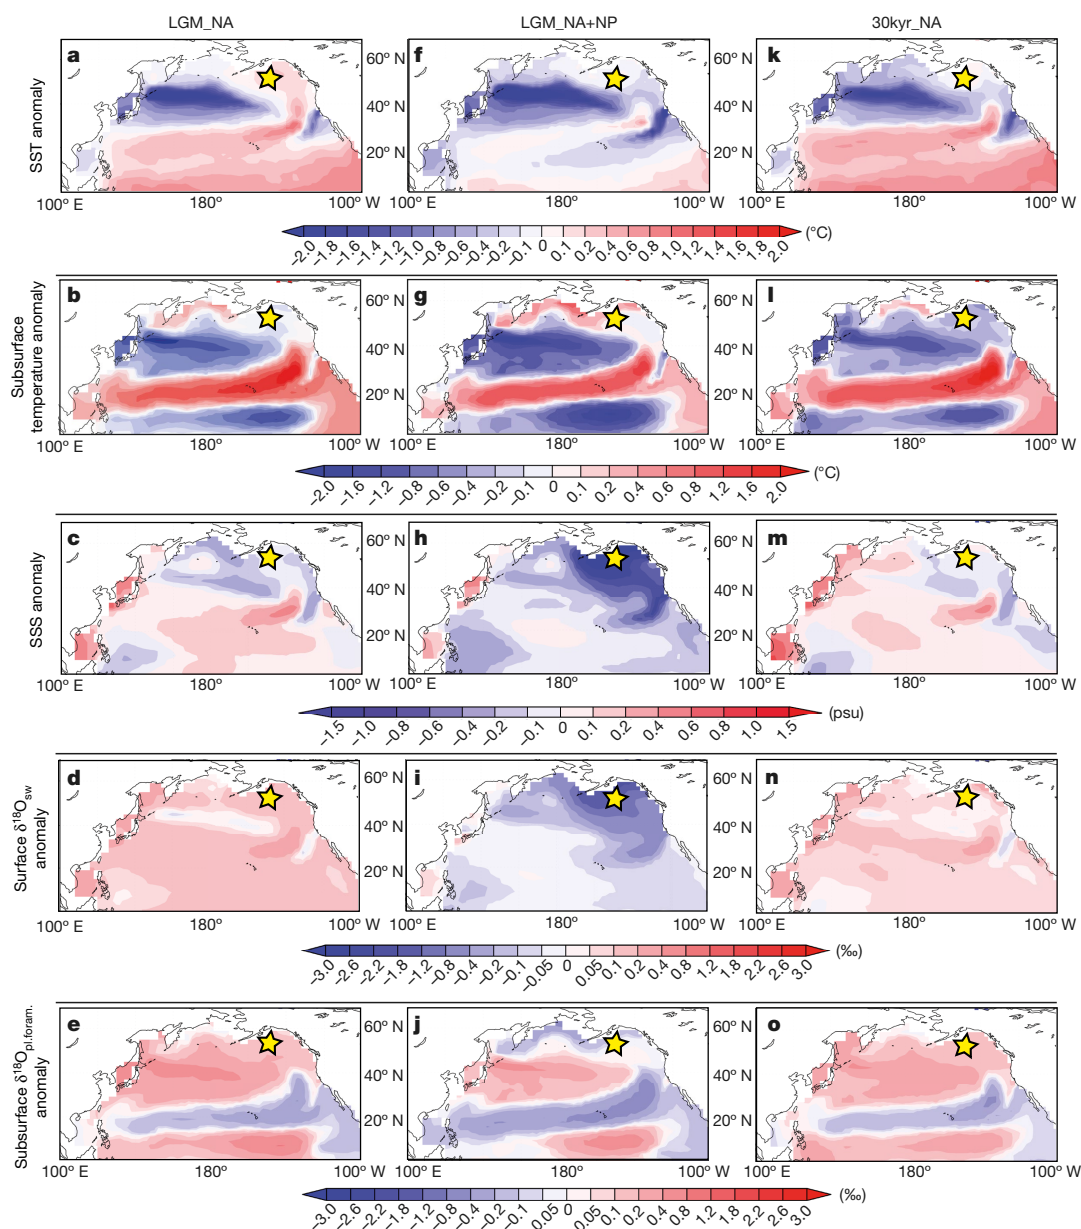 LGM_NA LGM_NA+NP 30kyr_NA
a f k
SST anomaly
60° N 60° N
40° N 40° N
20° N 20° N
100° E 180° 100° W 180° 100° W 180° 100° W
–2.0 –1.8 –1.6 –1.4 –1.2 –1.0 –0.8 –0.6 –0.4 –0.2 –0.1 0 0.1 0.2 0.4 0.6 0.8 1.0 1.2 1.4 1.6 1.8 2.0 (°C)
b g l
Subsurface
temperature anomaly
60° N 60° N
40° N 40° N
20° N 20° N
100° E 180° 100° W 180° 100° W 180° 100° W
–2.0 –1.6 –1.2 –0.8 –0.6 –0.4 –0.2 –0.1 0 0.1 0.2 0.4 0.6 0.8 1.2 1.6 2.0 (°C)
c h m
SSS anomaly
60° N 60° N
40° N 40° N
20° N 20° N
100° E 180° 100° W 180° 100° W 180° 100° W
–1.5 –1.0 –0.8 –0.6 –0.4 –0.2 –0.1 0 0.1 0.2 0.4 0.6 0.8 1.0 1.5 (psu)
d i n
Surface δ18Osw
anomaly
60° N 60° N
40° N 40° N
20° N 20° N
100° E 180° 100° W 180° 100° W 180° 100° W
–3.0 –2.6 –2.2 –1.8 –1.2 –0.8 –0.4 –0.2 –0.1 –0.05 0 0.05 0.1 0.2 0.4 0.8 1.2 1.8 2.2 2.6 3.0 (‰)
e j o
Subsurface δ18Opl.foram.
anomaly
60° N 60° N
40° N 40° N
20° N 20° N
100° E 180° 100° W 180° 100° W 180° 100° W
–3.0 –2.6 –2.2 –1.8 –1.2 –0.8 –0.4 –0.2 –0.1 0.05 0 0.05 0.1 0.2 0.4 0.8 1.2 1.8 2.2 2.6 3.0 (‰)